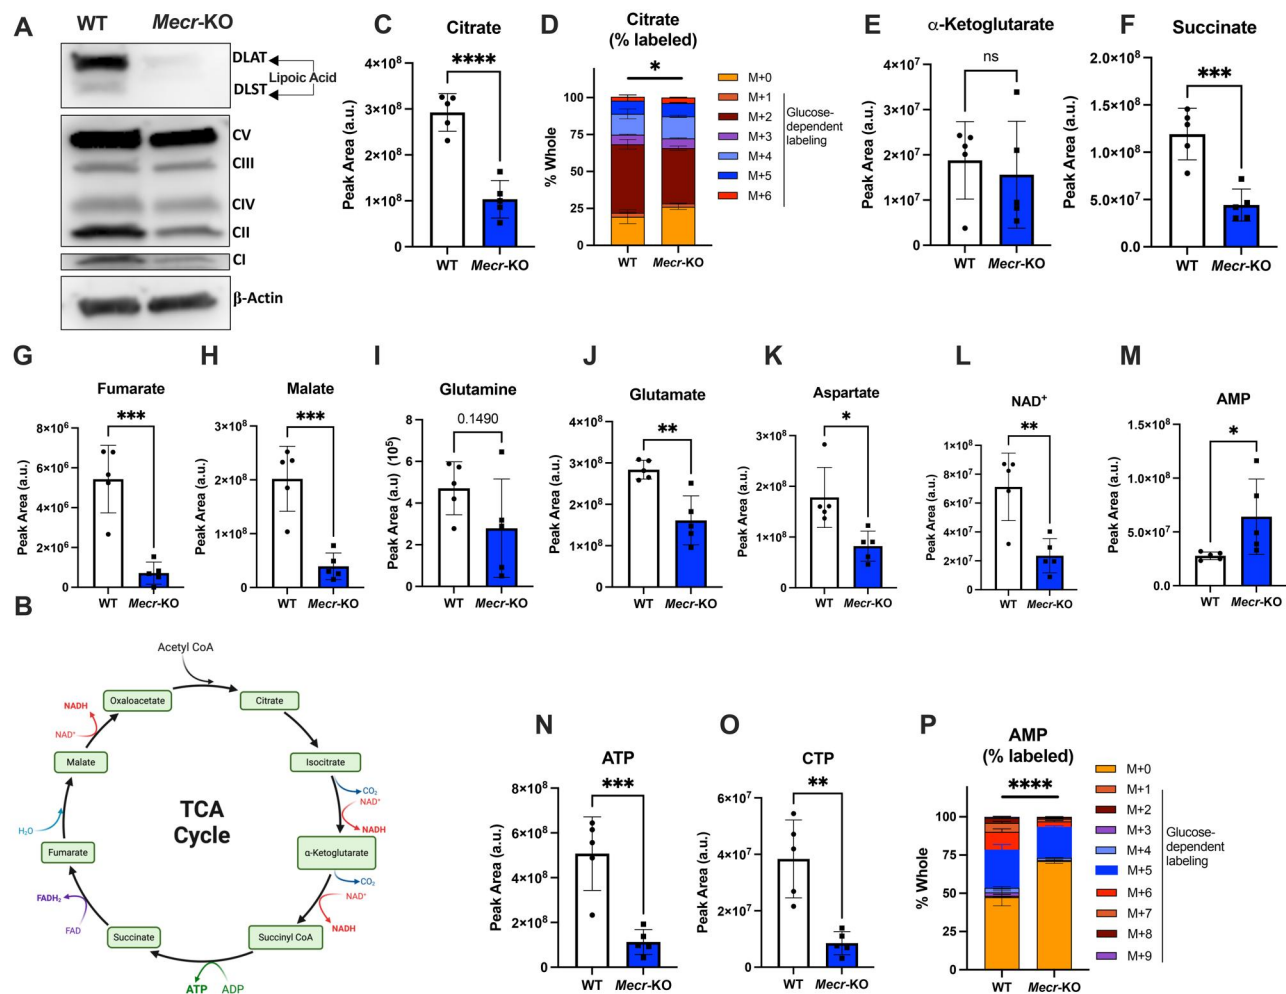 A
WT Mecr-KO
DLAT
Lipoic Acid
DLST
CV
CIII
CIV
CII
CI
β-Actin
C
Citrate
****
4×10⁸
3×10⁸
2×10⁸
1×10⁸
0
Peak Area (a.u.)
WT Mecr-KO
D
Citrate
(% labeled)
*
100
75
50
25
0
% Whole
WT Mecr-KO
M+0
M+1
M+2
M+3
M+4
M+5
M+6
Glucose-
dependent
labeling
E
α-Ketoglutarate
ns
4×10⁷
3×10⁷
2×10⁷
1×10⁷
0
Peak Area (a.u.)
WT Mecr-KO
F
Succinate
***
2.0×10⁸
1.5×10⁸
1.0×10⁸
5.0×10⁷
0.0
Peak Area (a.u.)
WT Mecr-KO
G
Fumarate
***
8×10⁶
6×10⁶
4×10⁶
2×10⁶
0
Peak Area (a.u.)
WT Mecr-KO
H
Malate
***
3×10⁸
2×10⁸
1×10⁸
0
Peak Area (a.u.)
WT Mecr-KO
I
Glutamine
0.1490
8
6
4
2
0
Peak Area (a.u) (10⁵)
WT Mecr-KO
J
Glutamate
**
4×10⁸
3×10⁸
2×10⁸
1×10⁸
0
Peak Area (a.u.)
WT Mecr-KO
K
Aspartate
*
3×10⁸
2×10⁸
1×10⁸
0
Peak Area (a.u.)
WT Mecr-KO
L
NAD⁺
**
1×10⁸
8×10⁷
7×10⁷
6×10⁷
4×10⁷
2×10⁷
0
Peak Area (a.u.)
WT Mecr-KO
M
AMP
*
1.5×10⁸
1.0×10⁸
5.0×10⁷
0.0
Peak Area (a.u.)
WT Mecr-KO
B
Acetyl CoA
Oxaloacetate
Citrate
NADH
NAD⁺
Isocitrate
Malate
CO₂
NAD⁺
NADH
TCA
Cycle
H₂O
Fumarate
α-Ketoglutarate
CO₂
NAD⁺
NADH
FADH₂
FAD
Succinate
Succinyl CoA
ATP ADP
N
ATP
***
8×10⁸
6×10⁸
4×10⁸
2×10⁸
0
Peak Area (a.u.)
WT Mecr-KO
O
CTP
**
6×10⁷
4×10⁷
2×10⁷
0
Peak Area (a.u.)
WT Mecr-KO
P
AMP
(% labeled)
****
100
75
50
25
0
% Whole
WT Mecr-KO
M+0
M+1
M+2
M+3
M+4
M+5
M+6
M+7
M+8
M+9
Glucose-
dependent
labeling